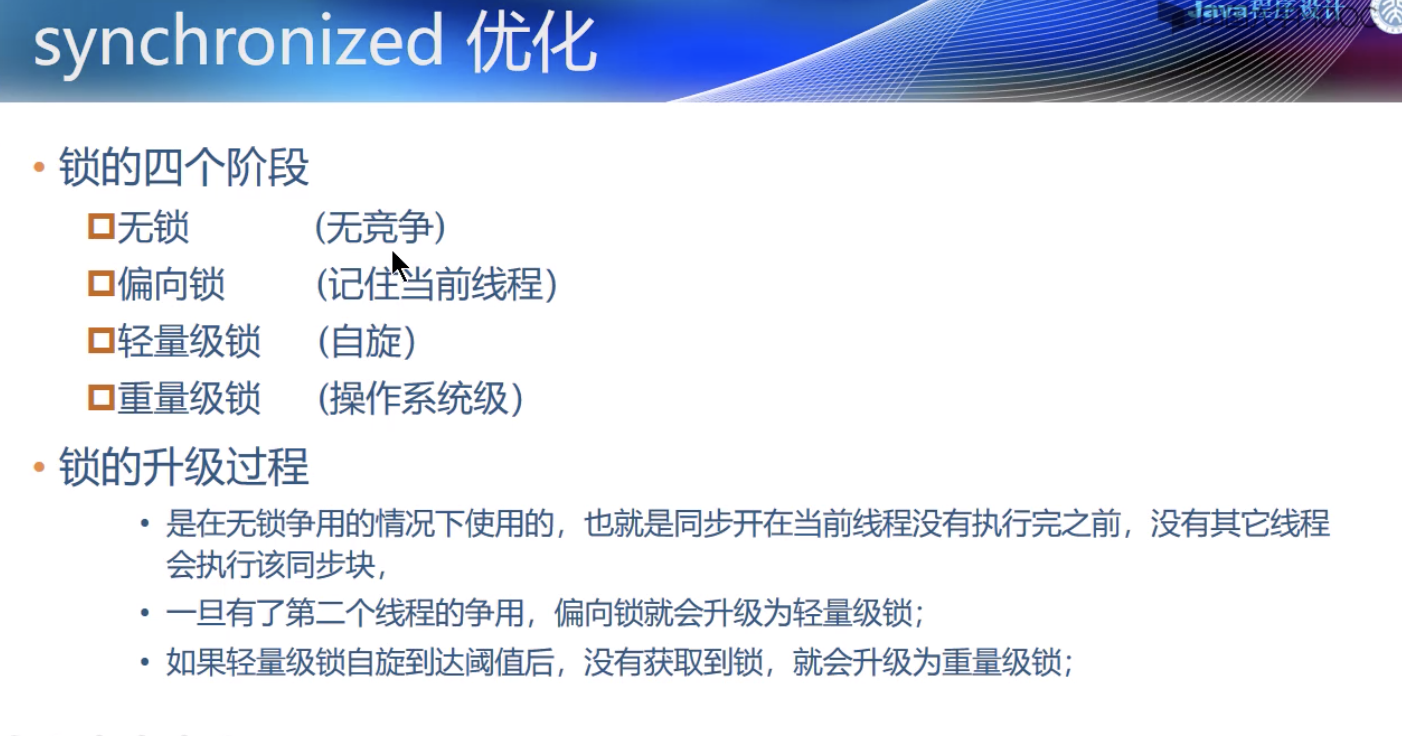 Java程序设计
synchronized 优化
• 锁的四个阶段
无锁 (无竞争)
偏向锁 (记住当前线程)
轻量级锁 (自旋)
重量级锁 (操作系统级)
• 锁的升级过程
• 是在无锁争用的情况下使用的，也就是同步开在当前线程没有执行完之前，没有其它线程
会执行该同步块，
• 一旦有了第二个线程的争用，偏向锁就会升级为轻量级锁；
• 如果轻量级锁自旋到达阈值后，没有获取到锁，就会升级为重量级锁；